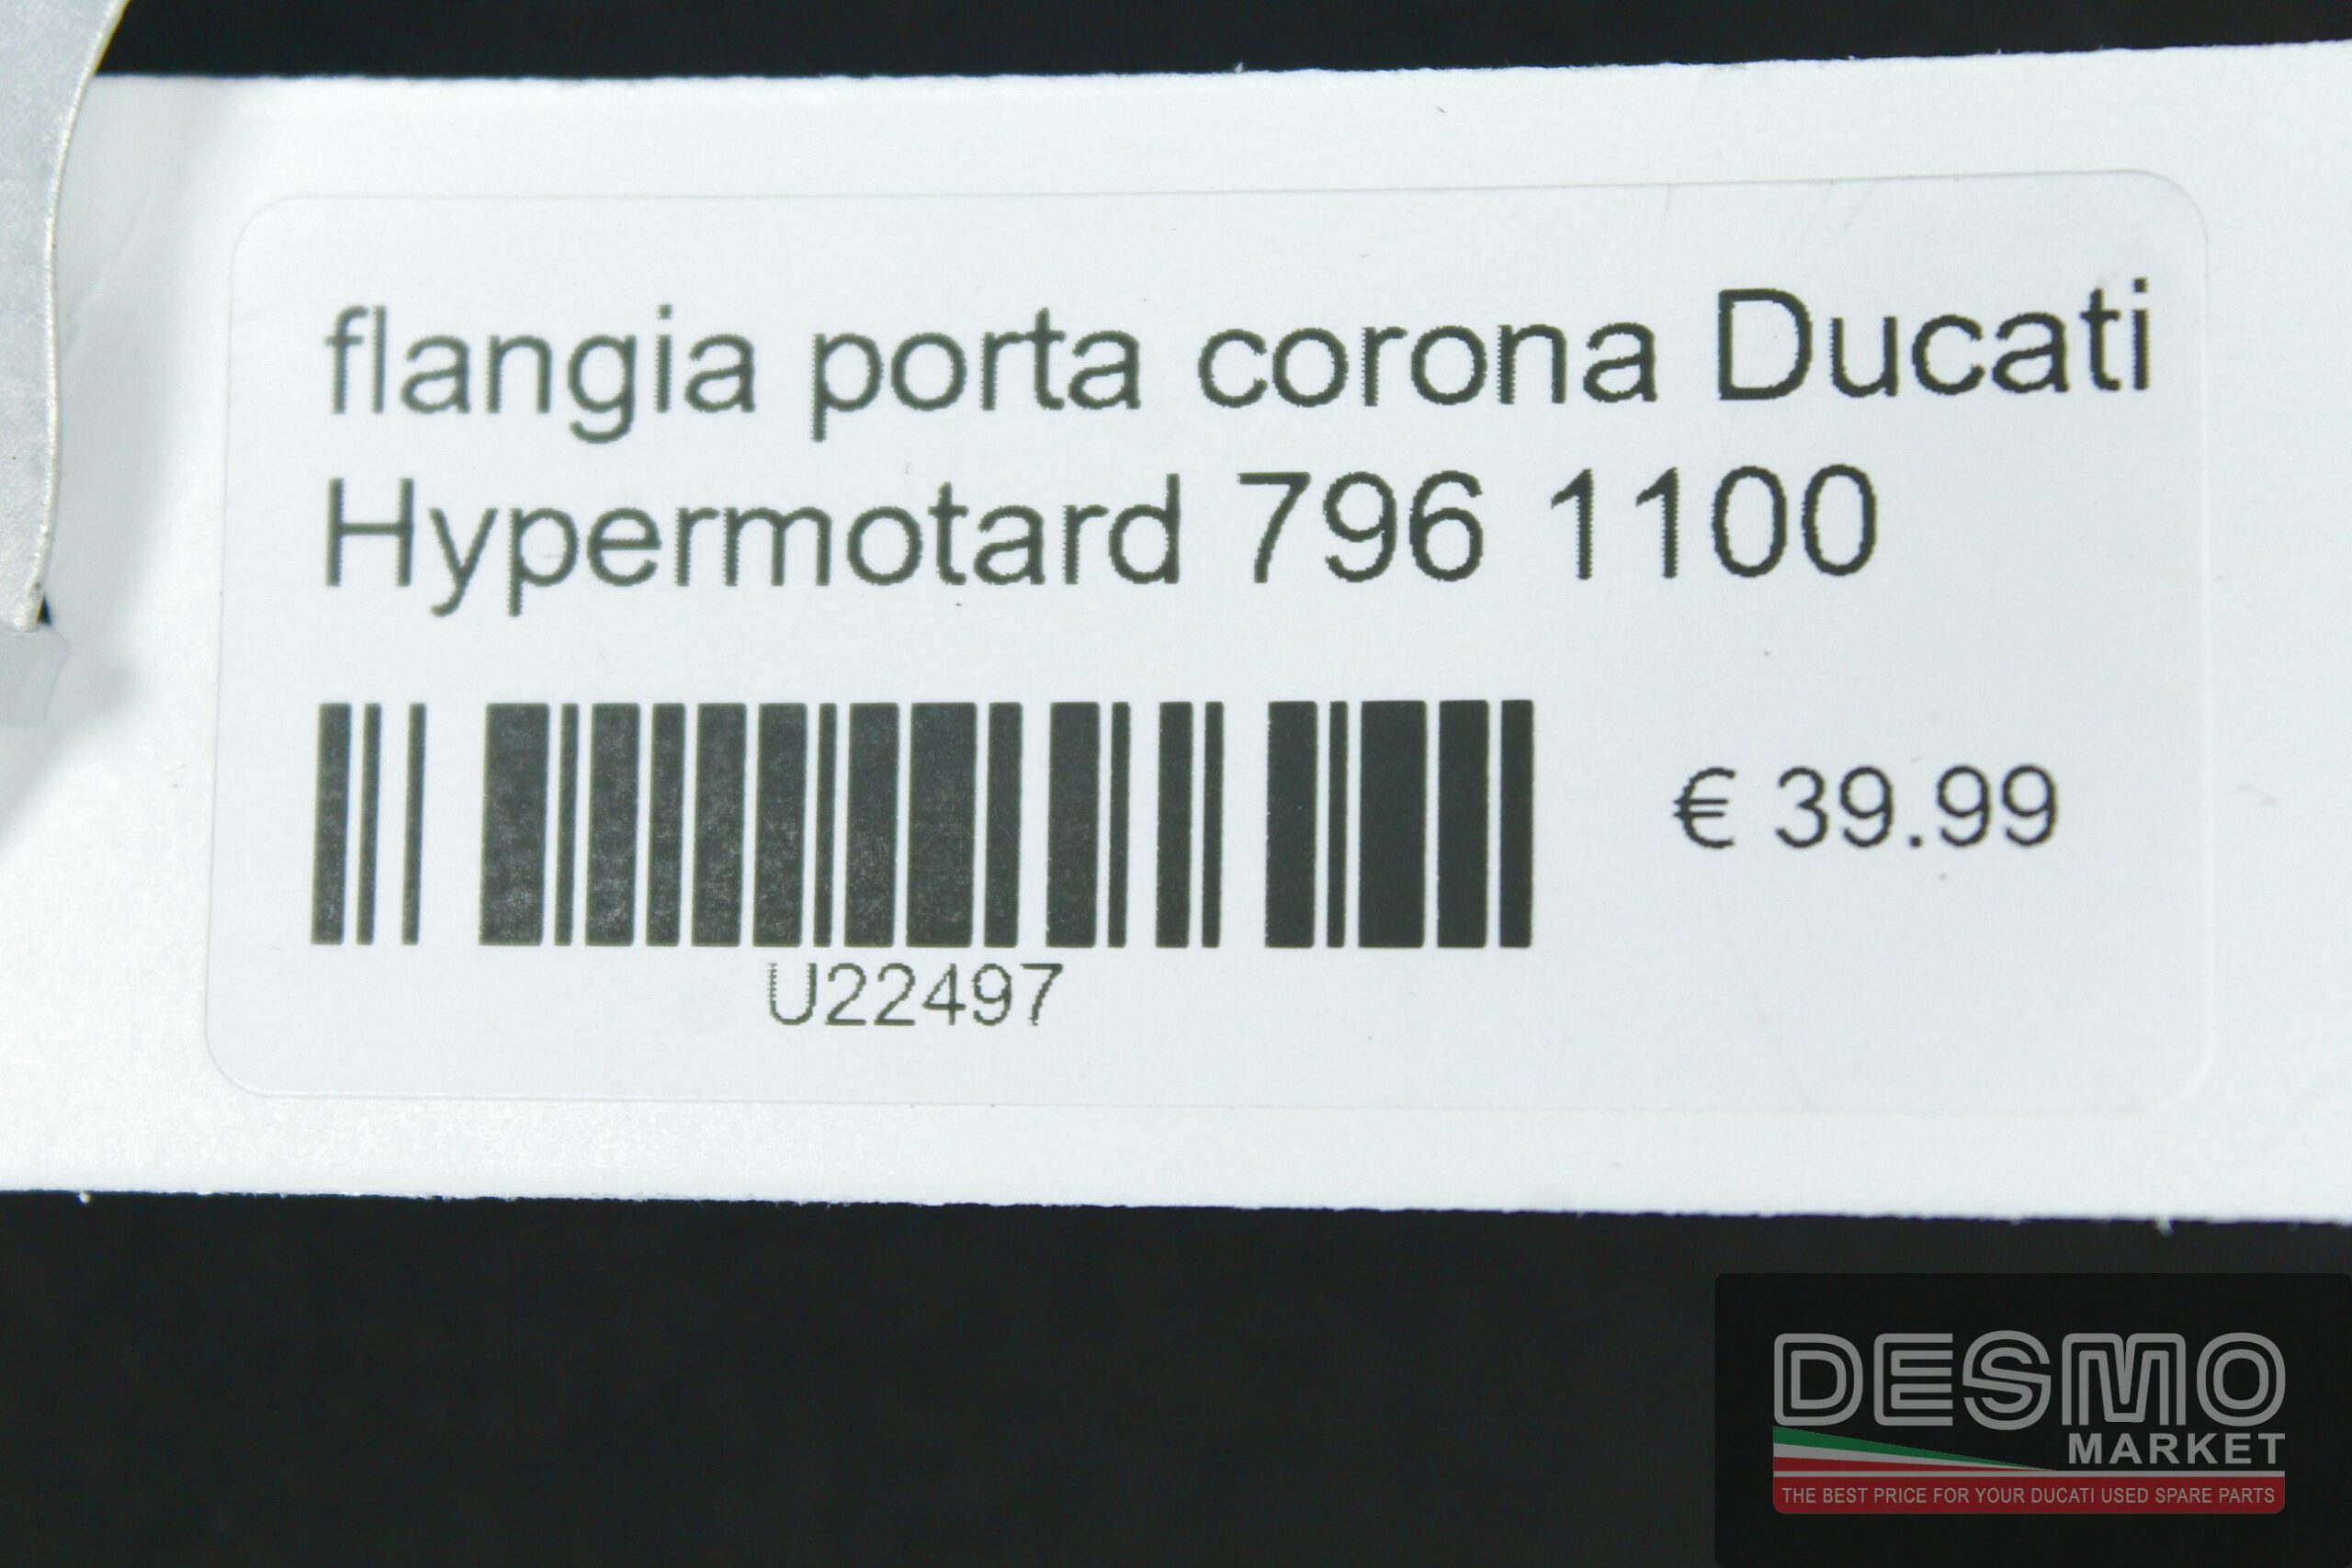 flangia porta corona Ducati
Hypermotard 796 1100
€ 39.99
U22497
DESMO
MARKET
THE BEST PRICE FOR YOUR DUCATI USED SPARE PARTS